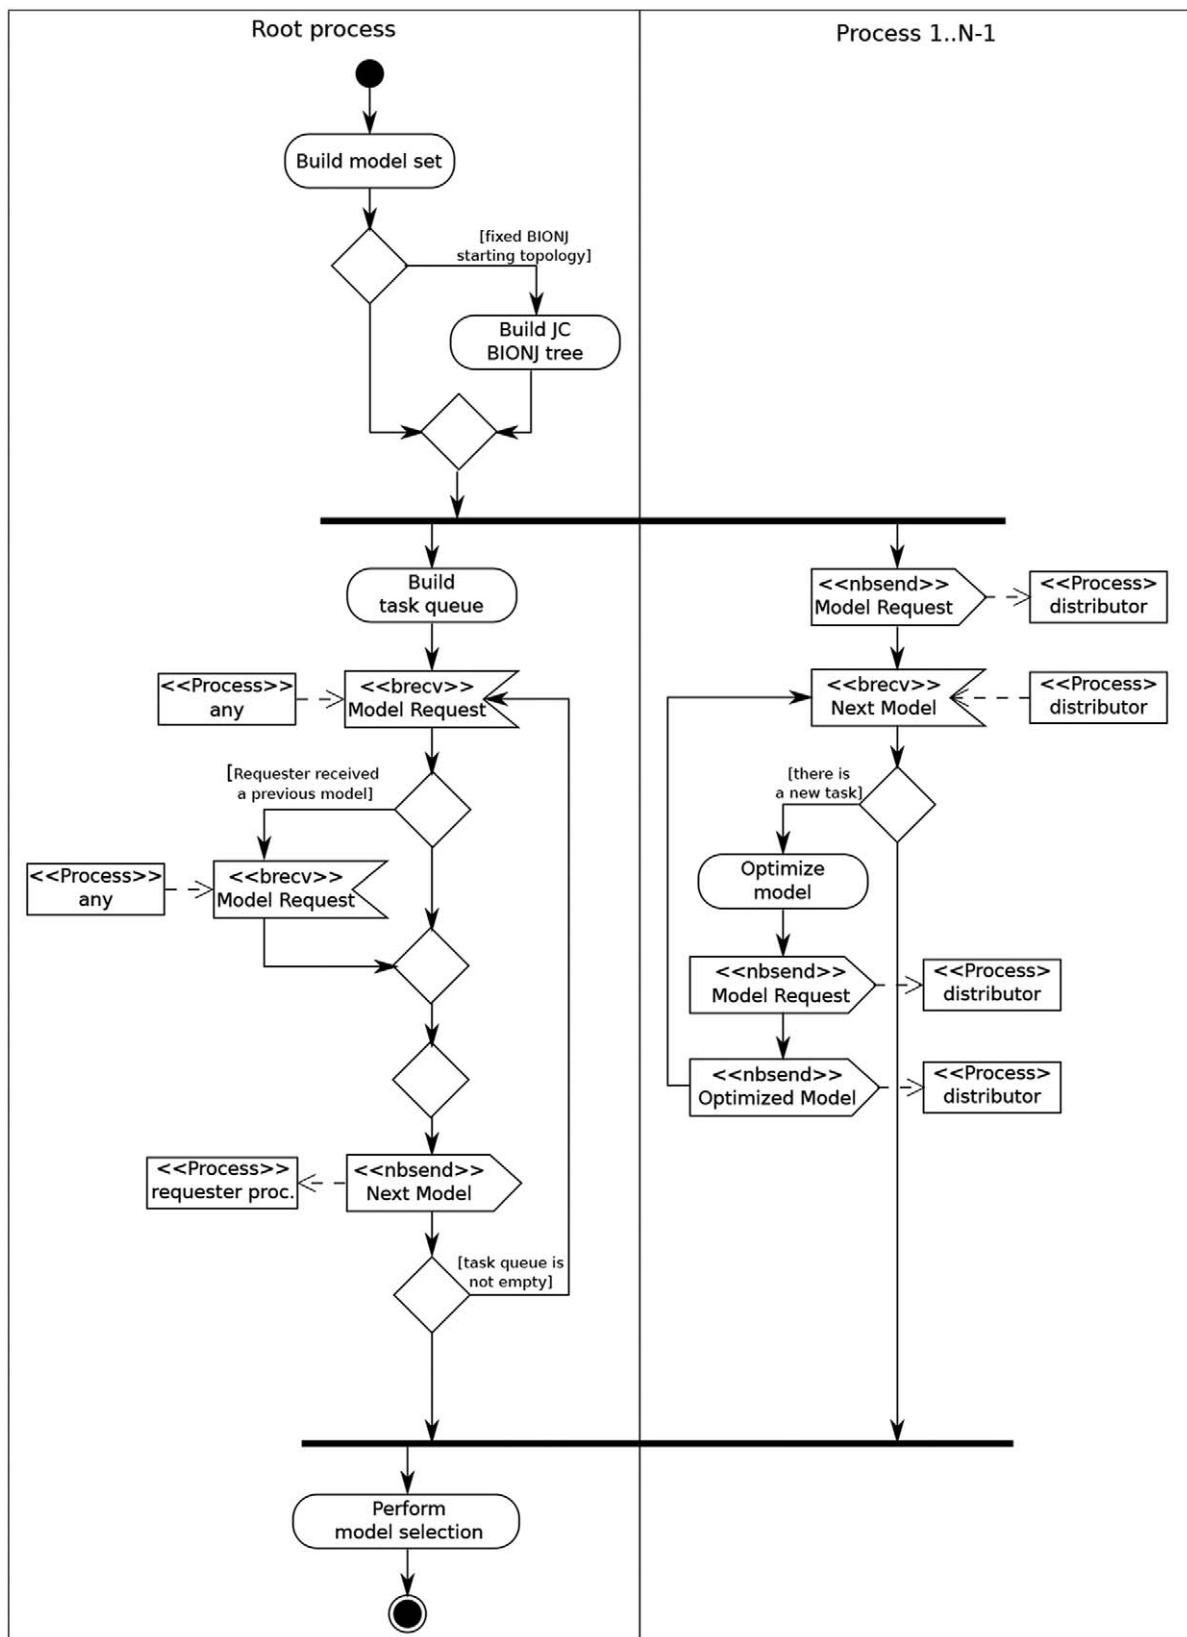 Root process
Process 1..N-1
Build model set
[fixed BIONJ
starting topology]
Build JC
BIONJ tree
Build
task queue
<<nbsend>>
Model Request
<<Process>
distributor
<<Process>>
any
<<brecv>>
Model Request
<<brecv>>
Next Model
<<Process>
distributor
[Requester received
a previous model]
[there is
a new task]
<<Process>>
any
<<brecv>>
Model Request
Optimize
model
<<nbsend>>
Model Request
<<Process>
distributor
<<nbsend>>
Optimized Model
<<Process>
distributor
<<Process>>
requester proc.
<<nbsend>>
Next Model
[task queue is
not empty]
Perform
model selection